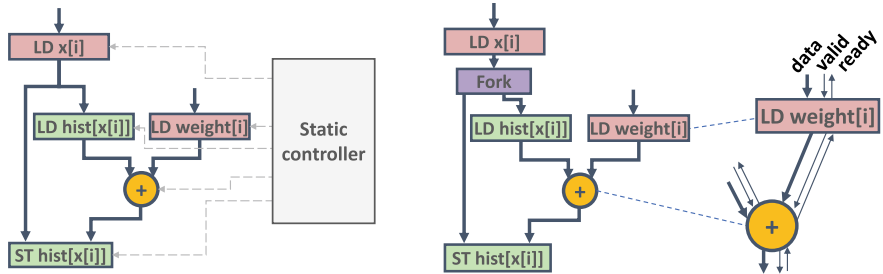 LD x[i]
LD hist[x[i]]
LD weight[i]
Static
controller
+
ST hist[x[i]]
LD x[i]
Fork
LD hist[x[i]]
LD weight[i]
+
ST hist[x[i]]
data
valid
ready
LD weight[i]
+